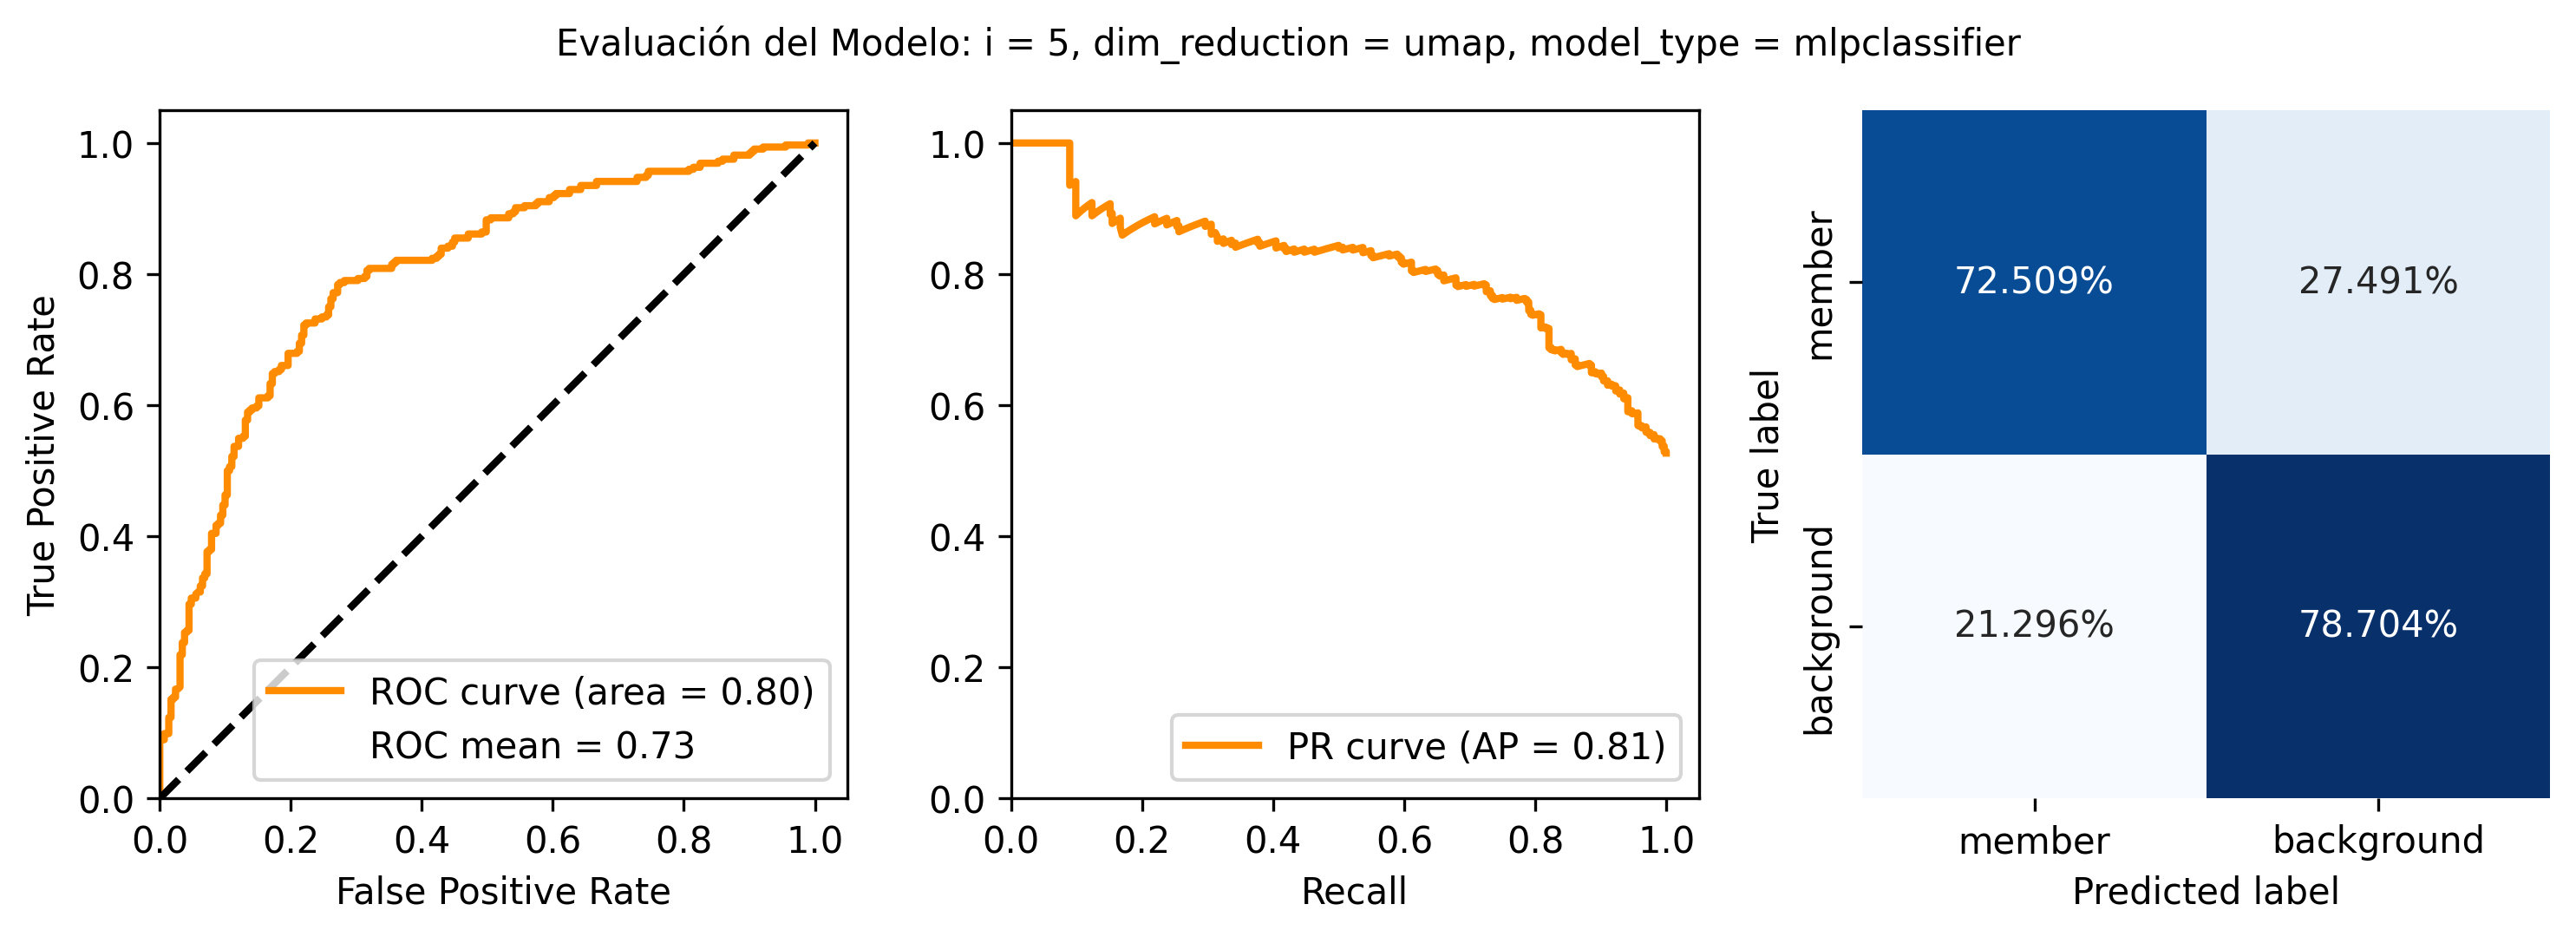 Evaluación del Modelo: i = 5, dim_reduction = umap, model_type = mlpclassifier
True Positive Rate
1.0
0.8
0.6
0.4
0.2
0.0
ROC curve (area = 0.80)
ROC mean = 0.73
0.0 0.2 0.4 0.6 0.8 1.0
False Positive Rate
1.0
0.8
0.6
0.4
0.2
0.0
PR curve (AP = 0.81)
0.0 0.2 0.4 0.6 0.8 1.0
Recall
True label
member
background
72.509% 27.491%
21.296% 78.704%
member background
Predicted label